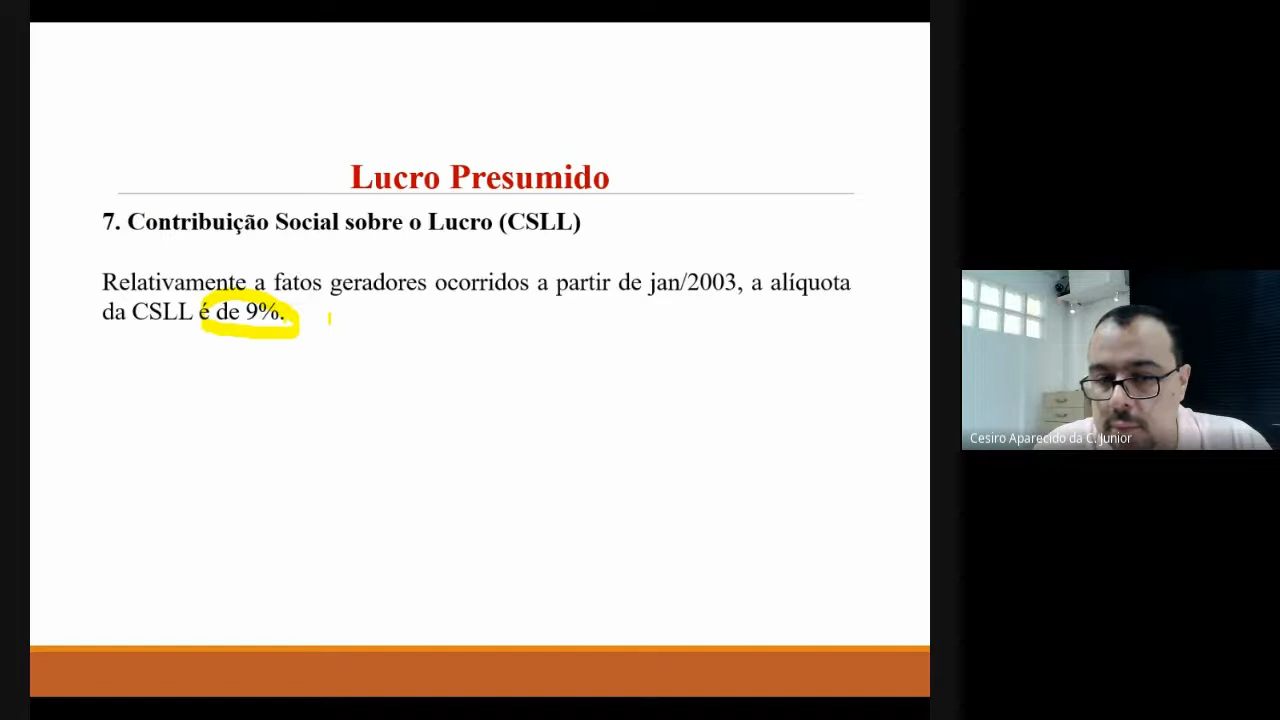 Lucro Presumido
7. Contribuição Social sobre o Lucro (CSLL)
Relativamente a fatos geradores ocorridos a partir de jan/2003, a alíquota
da CSLL é de 9%.
Cesiro Aparecido da C. Junior